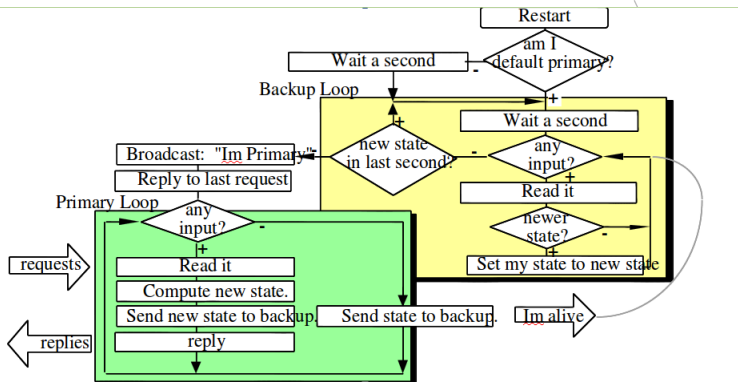 Restart
am I
default primary?
Wait a second
-
+
Backup Loop
Wait a second
+
new state
in last second?
-
-
any
input?
+
Broadcast: "Im Primary"
Read it
Reply to last request
newer
state?
-
+
Set my state to new state
Primary Loop
any
input?
-
+
requests
Read it
Compute new state.
Send new state to backup.
Send state to backup.
Im alive
replies
reply